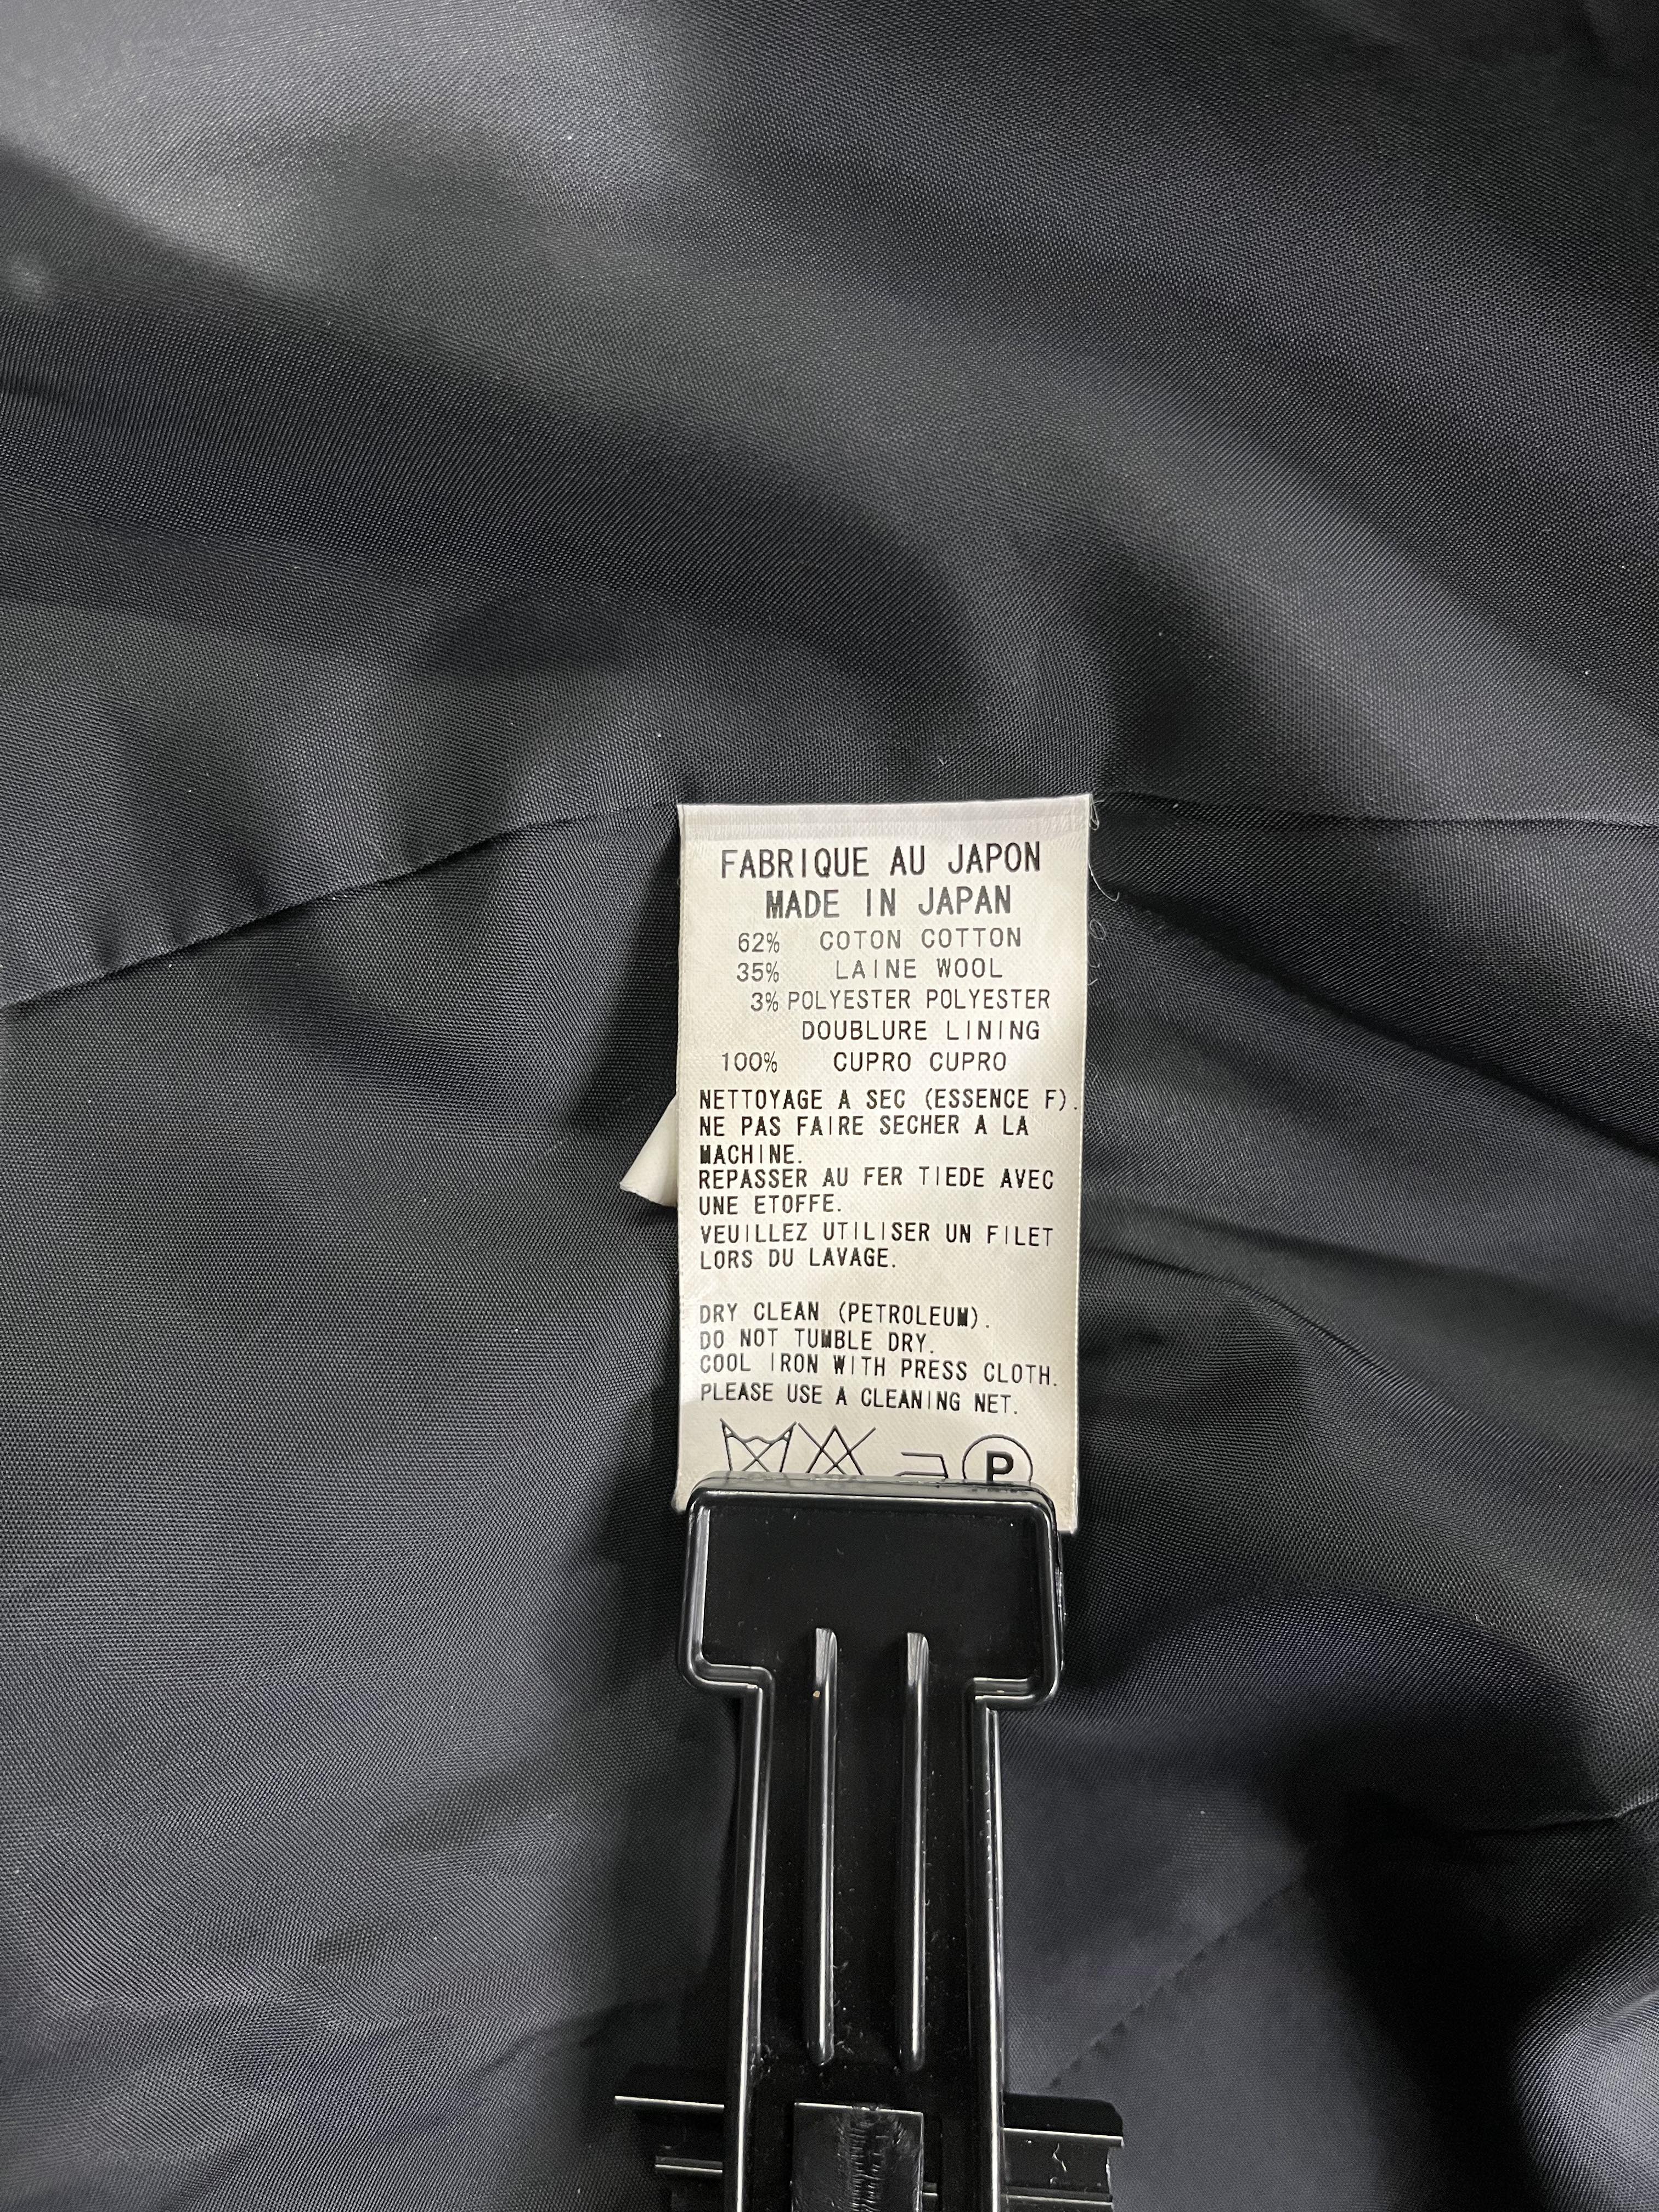 FABRIQUE AU JAPON
MADE IN JAPAN
62% COTON COTTON
35% LAINE WOOL
3% POLYESTER POLYESTER
DOUBLURE LINING
100% CUPRO CUPRO
NETTOYAGE A SEC (ESSENCE F).
NE PAS FAIRE SECHER A LA
MACHINE.
REPASSER AU FER TIEDE AVEC
UNE ETOFFE.
VEUILLEZ UTILISER UN FILET
LORS DU LAVAGE.
DRY CLEAN (PETROLEUM).
DO NOT TUMBLE DRY.
COOL IRON WITH PRESS CLOTH.
PLEASE USE A CLEANING NET.
P